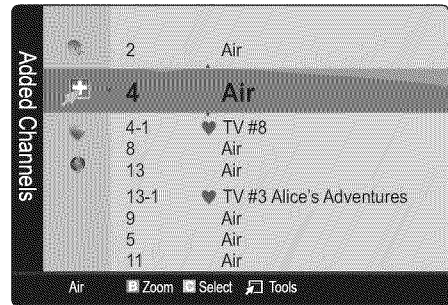 Added Channels
2 Air
4 Air
4-1 ♥ TV #8
8 Air
13 Air
13-1 ♥ TV #3 Alice's Adventures
9 Air
5 Air
11 Air
Air B Zoom C Select Tools